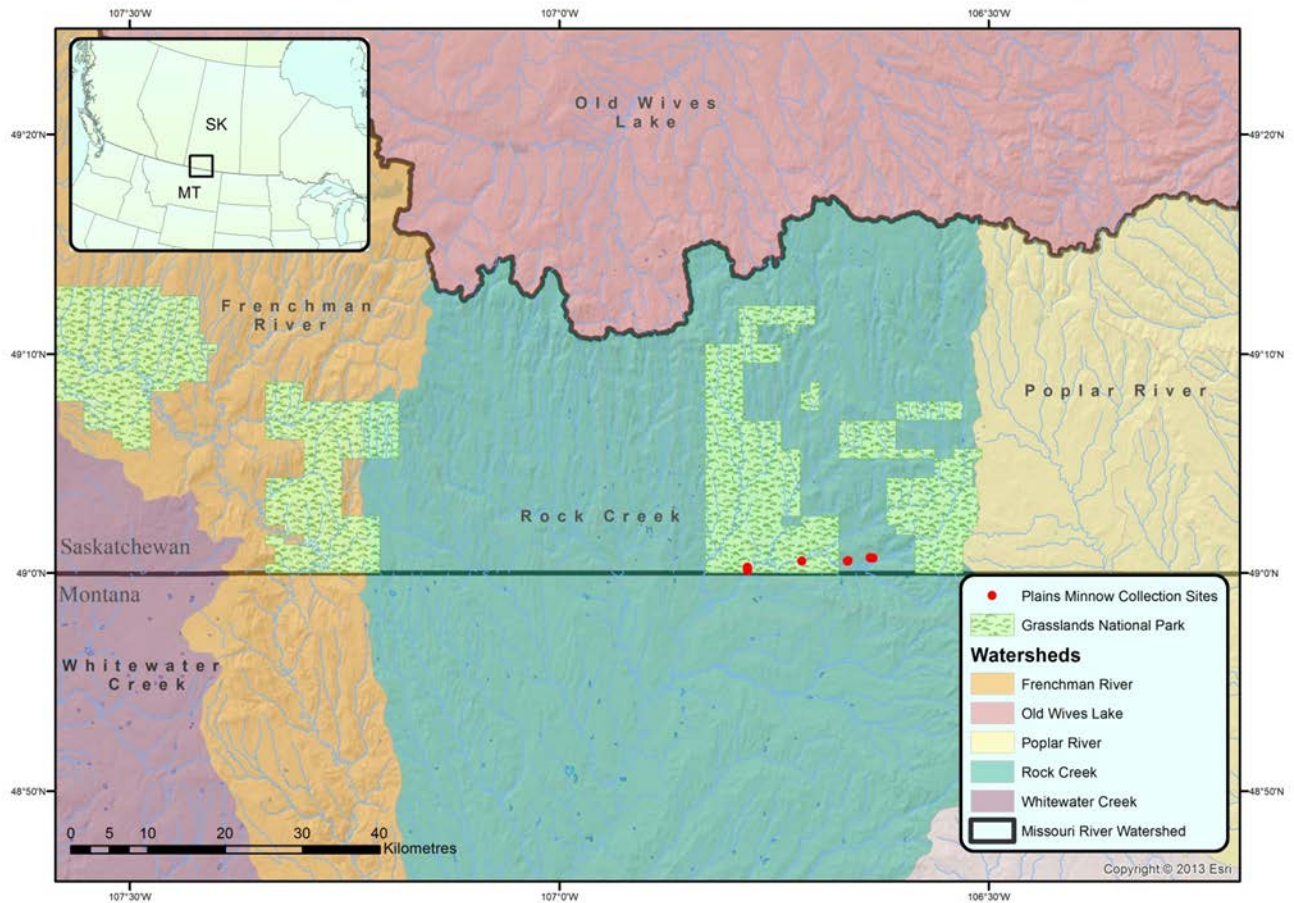 107°30'W 107°0'W 106°30'W
SK
MT
Old Wives
Lake
49°20'N 49°20'N
Frenchman
River
49°10'N 49°10'N
Poplar River
Rock Creek
Saskatchewan
49°0'N 49°0'N
Montana
Whitewater
Creek
Plains Minnow Collection Sites
Grasslands National Park
Watersheds
Frenchman River
Old Wives Lake
Poplar River
Rock Creek
Whitewater Creek
Missouri River Watershed
48°50'N 48°50'N
0 5 10 20 30 40
Kilometres
Copyright © 2013 Esri
107°30'W 107°0'W 106°30'W